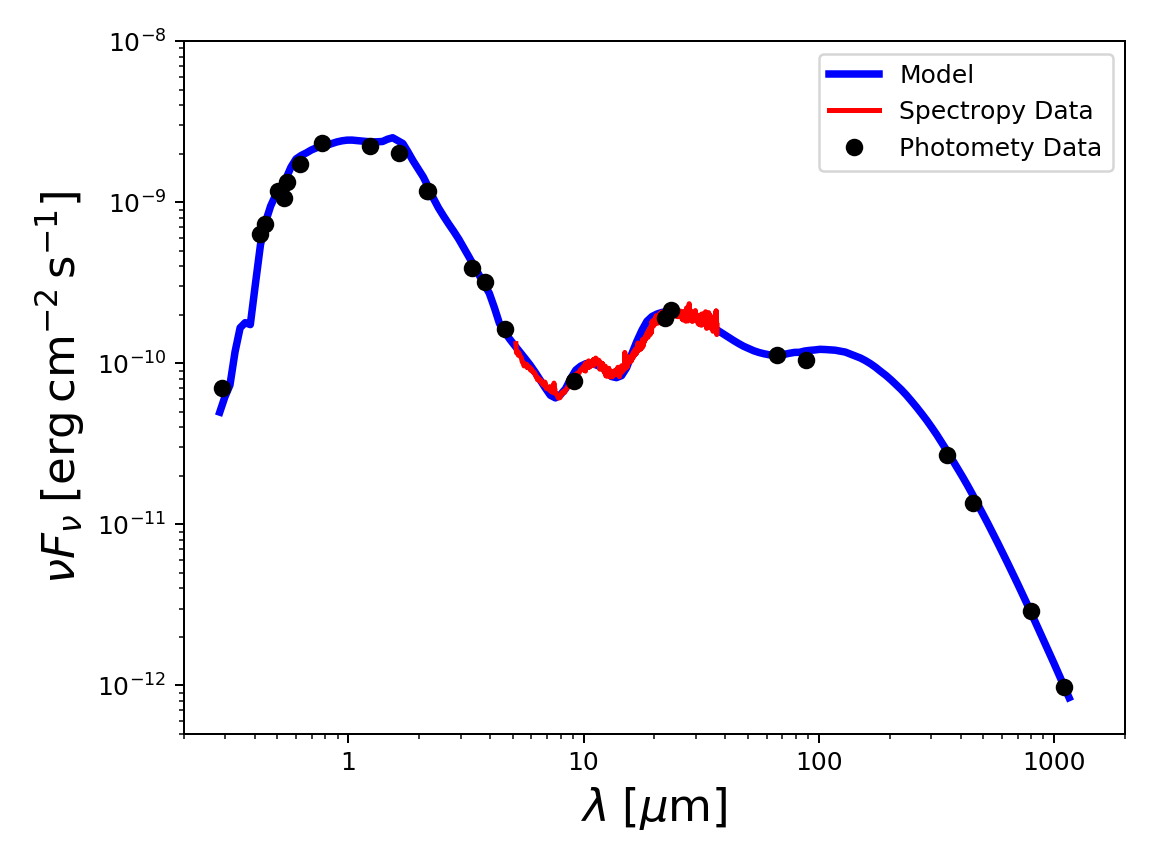 10⁻⁸
10⁻⁹
10⁻¹⁰
10⁻¹¹
10⁻¹²
νFν [erg cm⁻² s⁻¹]
Model
Spectropy Data
Photomety Data
1
10
100
1000
λ [μm]